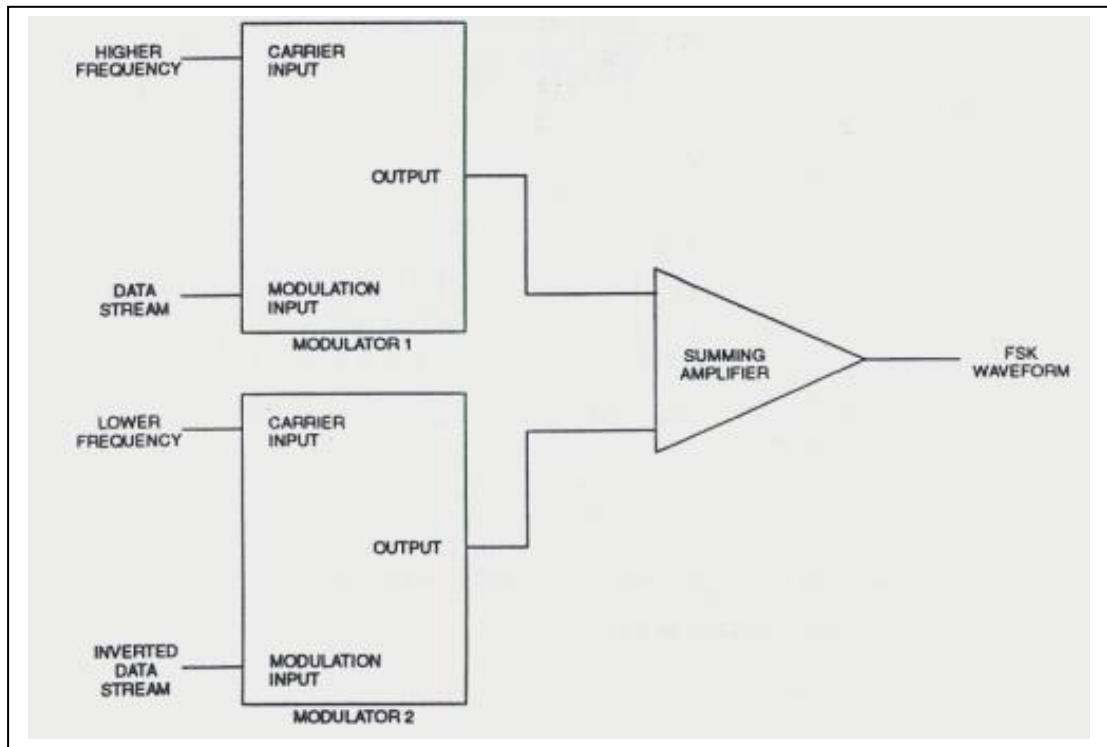 HIGHER
FREQUENCY
CARRIER
INPUT
OUTPUT
DATA
STREAM
MODULATION
INPUT
MODULATOR 1
SUMMING
AMPLIFIER
FSK
WAVEFORM
LOWER
FREQUENCY
CARRIER
INPUT
OUTPUT
INVERTED
DATA
STREAM
MODULATION
INPUT
MODULATOR 2